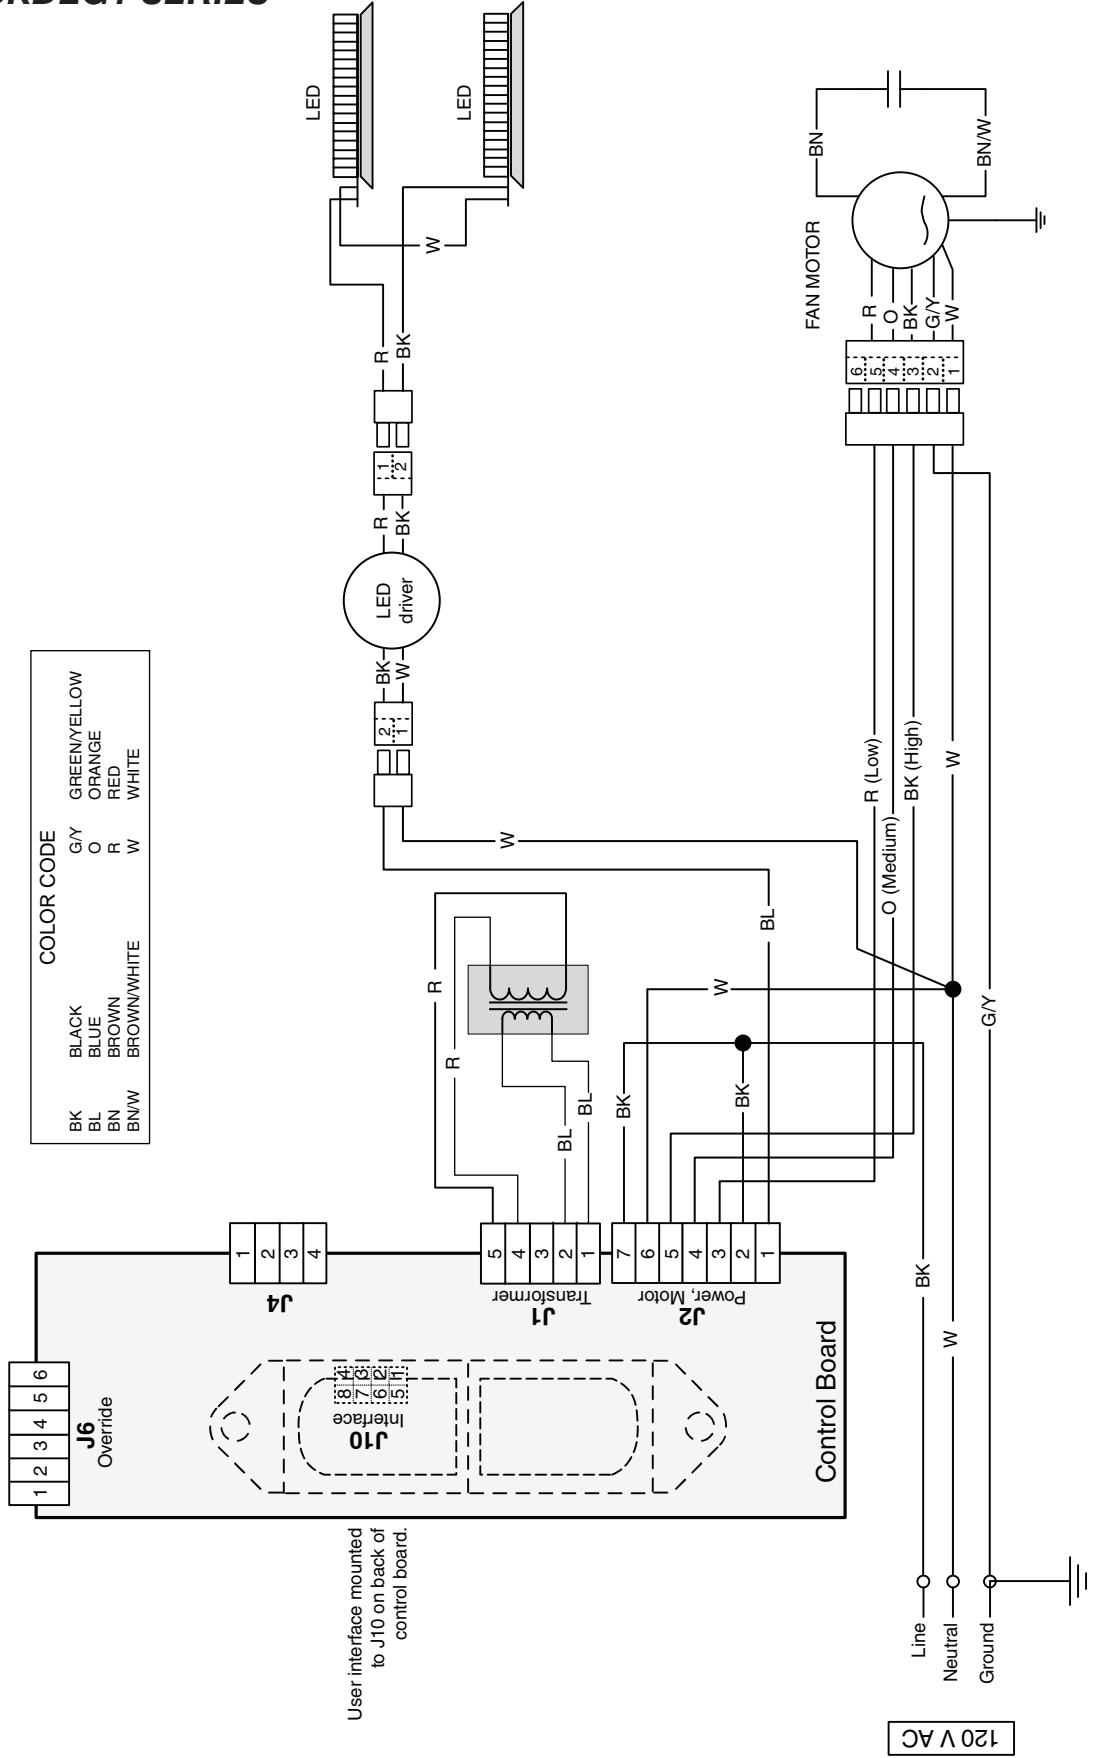 LED
LED
BN
BN/W
FAN MOTOR
R
O
BK
G/Y
W
6
5
4
3
2
1
W
R
BK
1
2
R
BK
LED
driver
BK
W
2
1
COLOR CODE
BK BLACK G/Y GREEN/YELLOW
BL BLUE O ORANGE
BN BROWN R RED
BN/W BROWN/WHITE W WHITE
W
BL
R (Low)
O (Medium)
BK (High)
W
G/Y
R
R
BL
BL
W
BK
BK
BK
W
1
2
3
4
J4
5
4
3
2
1
Transformer
J1
7
6
5
4
3
2
1
Power, Motor
J2
1 2 3 4 5 6
J6
Override
8 4
7 3
6 2
5 1
Interface
J10
Control Board
User interface mounted
to J10 on back of
control board.
Line
Neutral
Ground
120 V AC